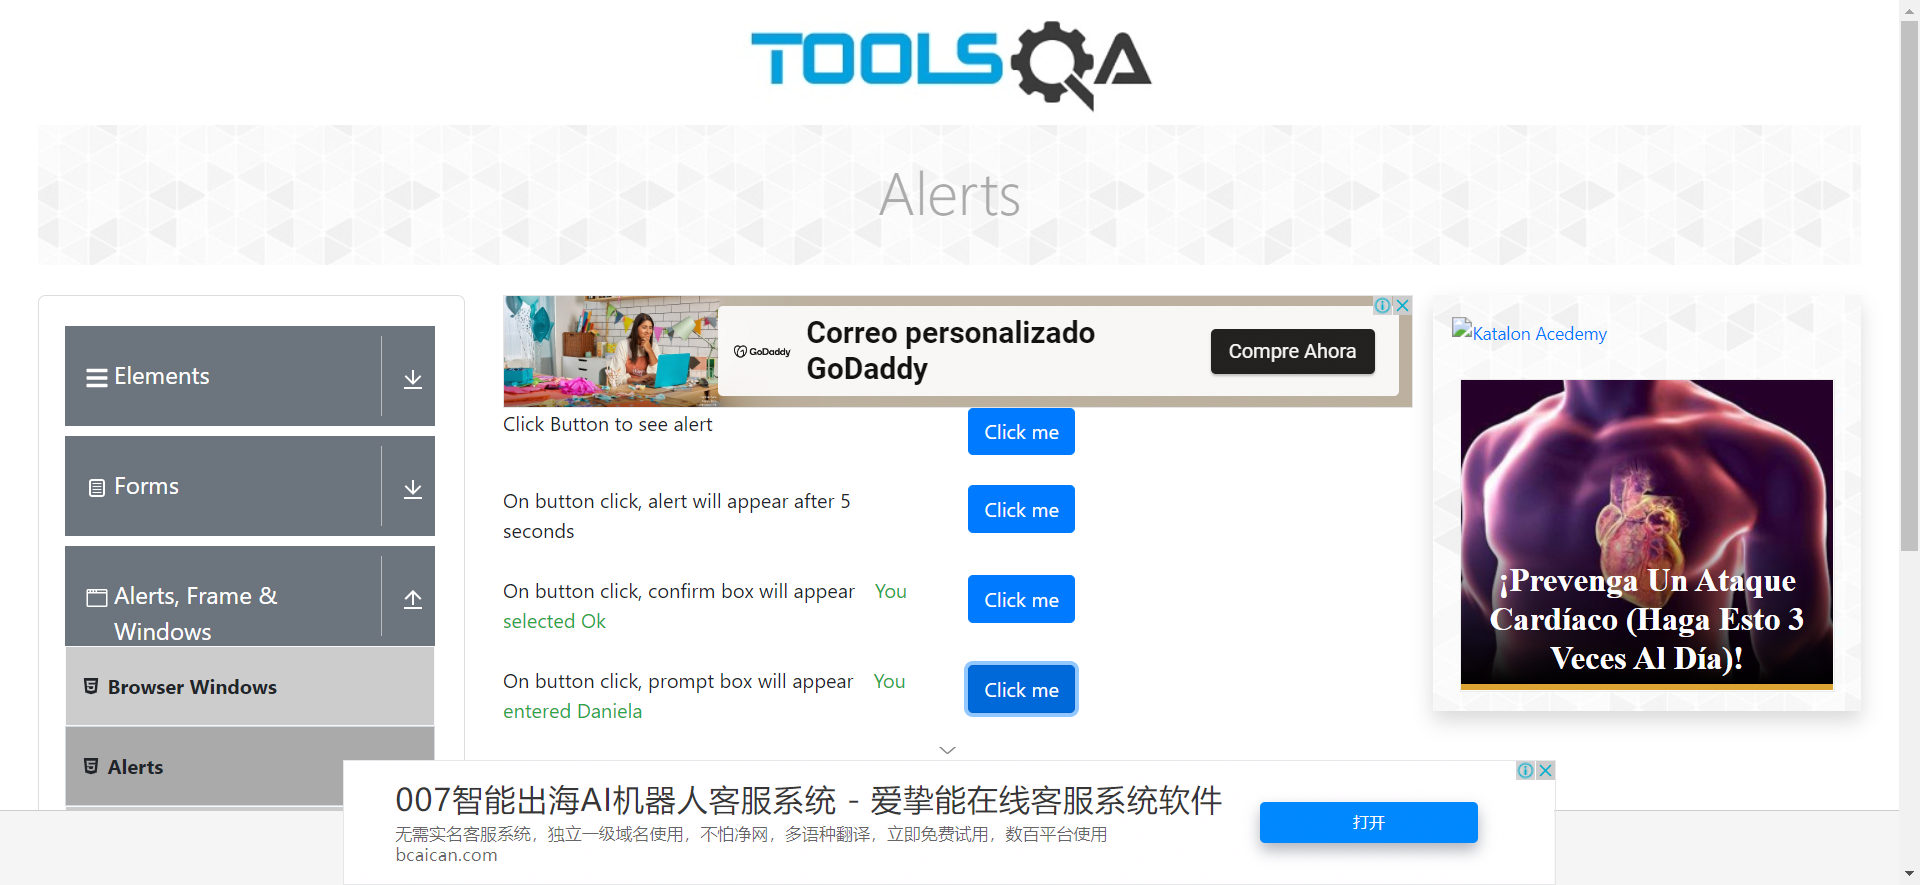 TOOLSQA
Alerts
Elements
Forms
Alerts, Frame &
Windows
Browser Windows
Alerts
GoDaddy
Correo personalizado
GoDaddy
Compre Ahora
Click Button to see alert
Click me
On button click, alert will appear after 5
seconds
Click me
On button click, confirm box will appear You
selected Ok
Click me
On button click, prompt box will appear You
entered Daniela
Click me
Katalon Acedemy
¡Prevenga Un Ataque
Cardíaco (Haga Esto 3
Veces Al Día)!
007智能出海AI机器人客服系统 - 爱挚能在线客服系统软件
无需实名客服系统，独立一级域名使用，不怕净网，多语种翻译，立即免费试用，数百平台使用
bcaican.com
打开